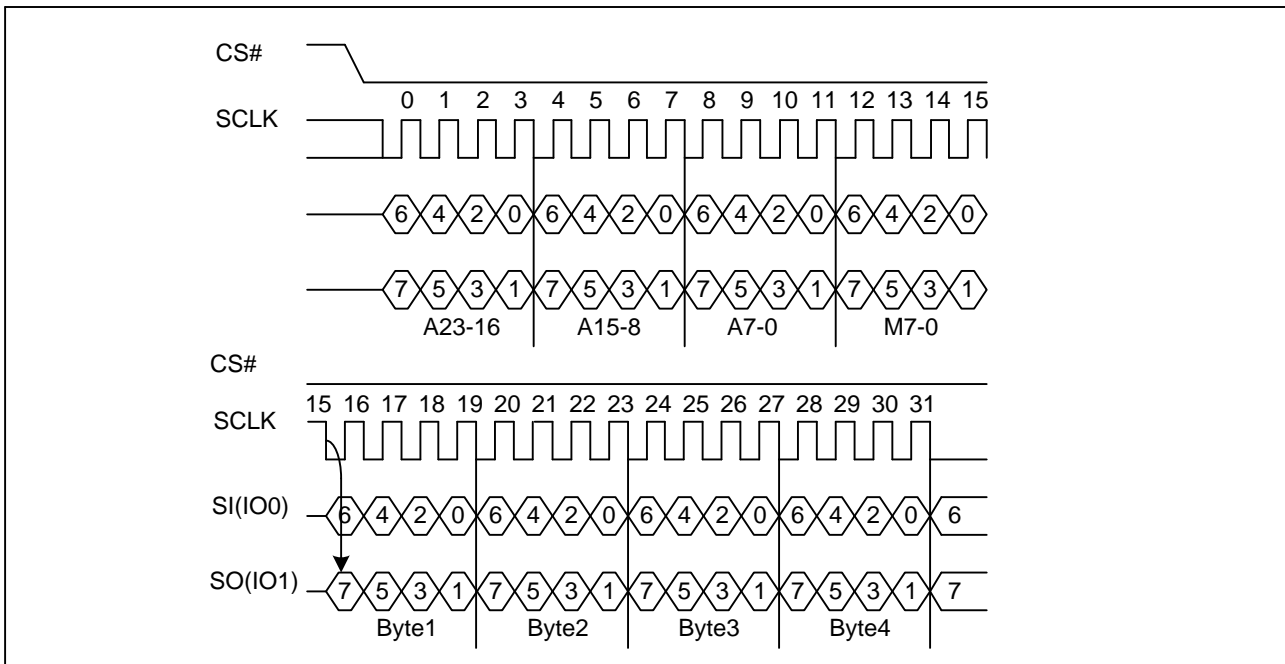 CS#
0 1 2 3 4 5 6 7 8 9 10 11 12 13 14 15
SCLK
6 4 2 0 6 4 2 0 6 4 2 0 6 4 2 0
7 5 3 1 7 5 3 1 7 5 3 1 7 5 3 1
A23-16 A15-8 A7-0 M7-0
CS#
15 16 17 18 19 20 21 22 23 24 25 26 27 28 29 30 31
SCLK
SI(IO0) 6 4 2 0 6 4 2 0 6 4 2 0 6 4 2 0 6
SO(IO1) 7 5 3 1 7 5 3 1 7 5 3 1 7 5 3 1 7
Byte1 Byte2 Byte3 Byte4